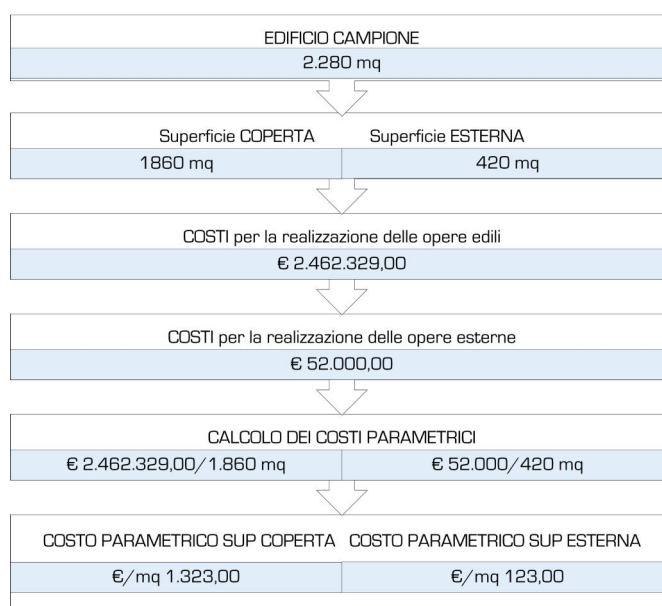 EDIFICIO CAMPIONE
2.280 mq
Superficie COPERTA Superficie ESTERNA
1860 mq 420 mq
COSTI per la realizzazione delle opere edili
€ 2.462.329,00
COSTI per la realizzazione delle opere esterne
€ 52.000,00
CALCOLO DEI COSTI PARAMETRICI
€ 2.462.329,00/1.860 mq € 52.000/420 mq
COSTO PARAMETRICO SUP COPERTA COSTO PARAMETRICO SUP ESTERNA
€/mq 1.323,00 €/mq 123,00